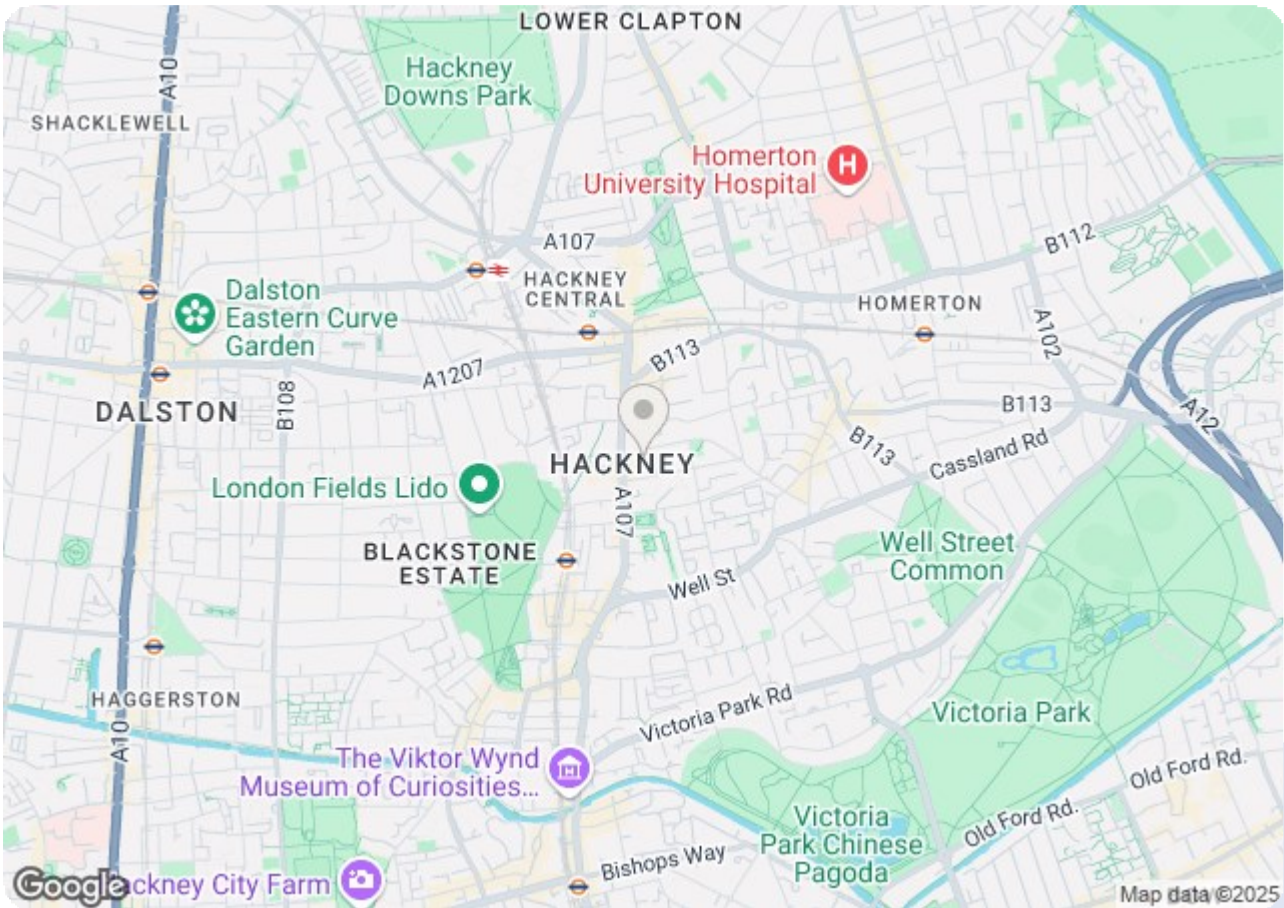 LOWER CLAPTON
Hackney
Downs Park
A10
SHACKLEWELL
Homerton
University Hospital
H
A107
B112
HACKNEY
CENTRAL
Dalston
Eastern Curve
Garden
HOMERTON
A102
B113
A1207
B108
DALSTON
B113
A12
B113
Cassland Rd
HACKNEY
London Fields Lido
A107
BLACKSTONE
ESTATE
Well Street
Common
Well St
HAGGERSTON
Victoria Park Rd
Victoria Park
A10
The Viktor Wynd
Museum of Curiosities...
Old Ford Rd.
Old Ford Rd.
Victoria
Park Chinese
Pagoda
Bishops Way
Google
ackney City Farm
Map data ©2025